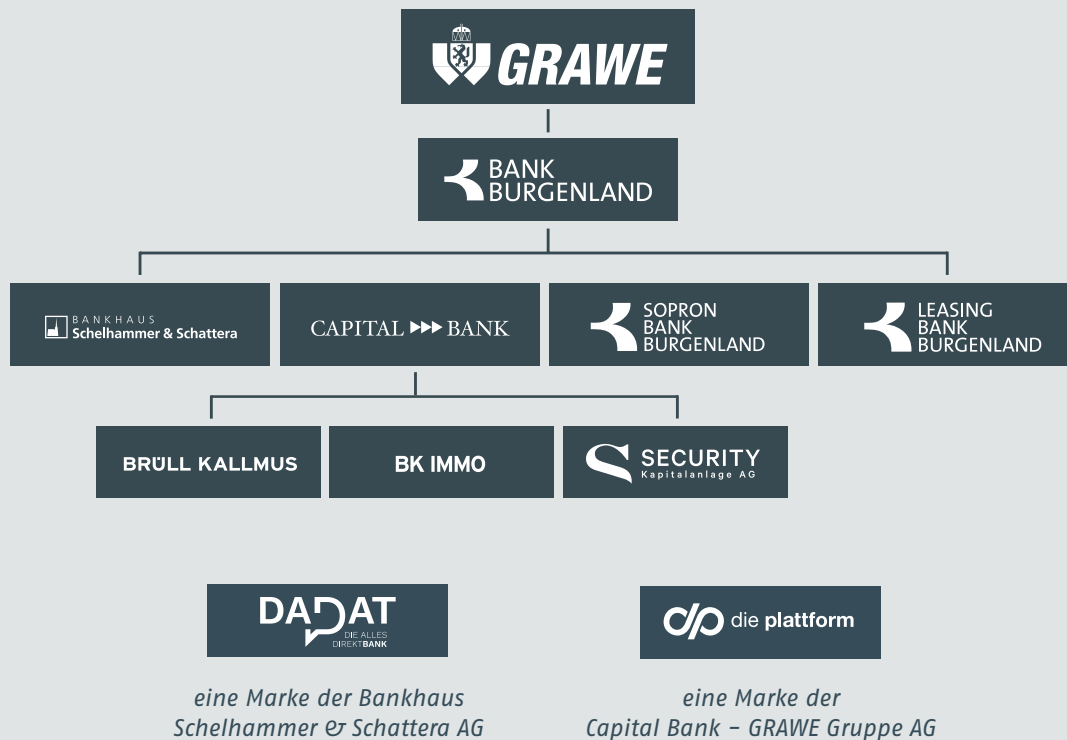 GRAWE
BANK
BURGENLAND
BANKHAUS
Schelhammer & Schattera
CAPITAL BANK
SOPRON
BANK
BURGENLAND
LEASING
BANK
BURGENLAND
BRÜLL KALLMUS
BK IMMO
SECURITY
Kapitalanlage AG
DADAT
DIE ALLES
DIREKTBANK
dp die plattform
eine Marke der Bankhaus
Schelhammer & Schattera AG
eine Marke der
Capital Bank – GRAWE Gruppe AG